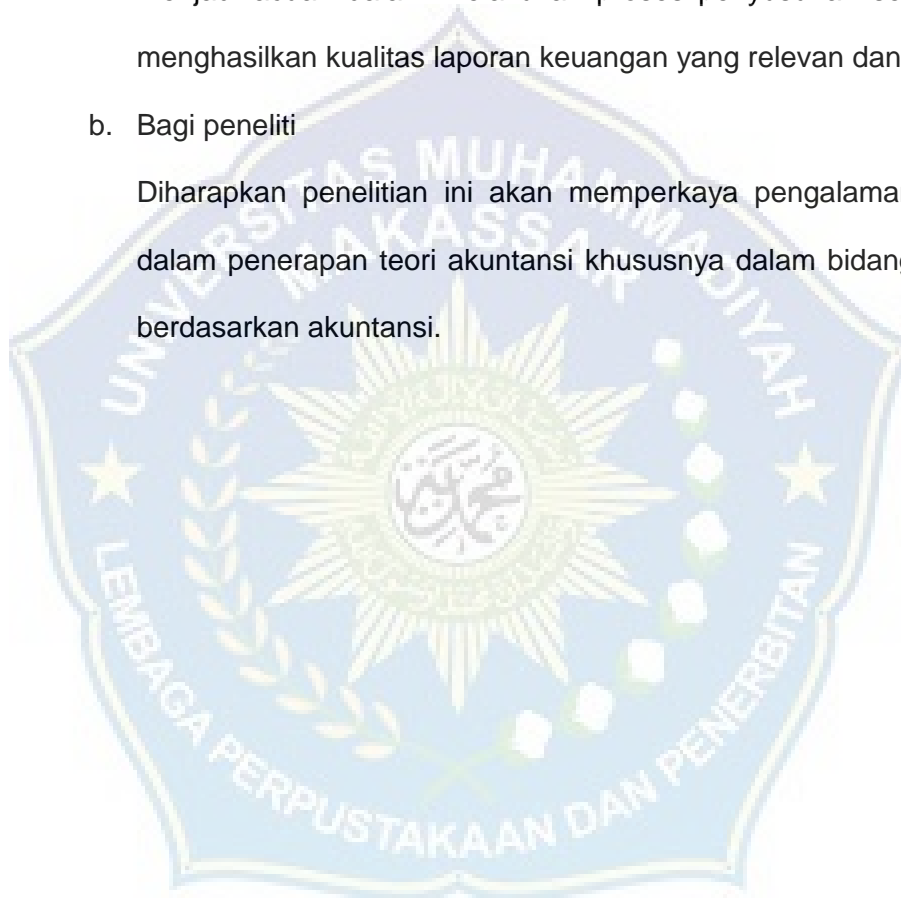 menghasilkan kualitas laporan keuangan yang relevan dan
b. Bagi peneliti
Diharapkan penelitian ini akan memperkaya pengalaman
dalam penerapan teori akuntansi khususnya dalam bidang
berdasarkan akuntansi.
UNIVERSITAS MUHAMMADIYAH
MAKASSAR
LEMBAGA PERPUSTAKAAN DAN PENERBITAN